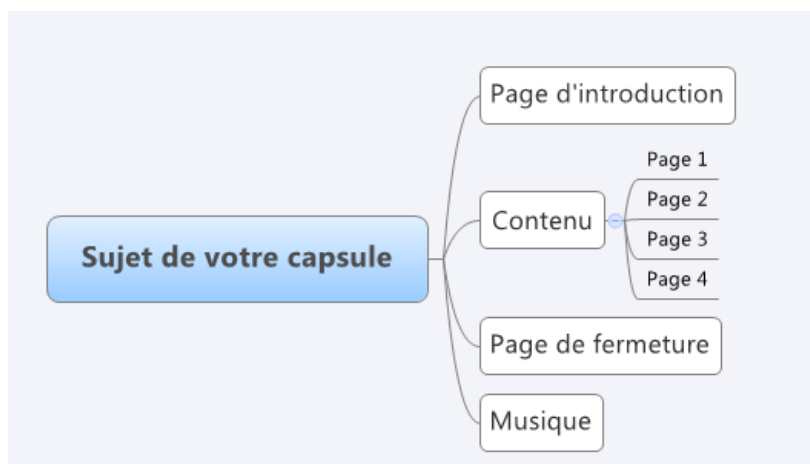 Sujet de votre capsule
Page d'introduction
Contenu
Page 1
Page 2
Page 3
Page 4
Page de fermeture
Musique